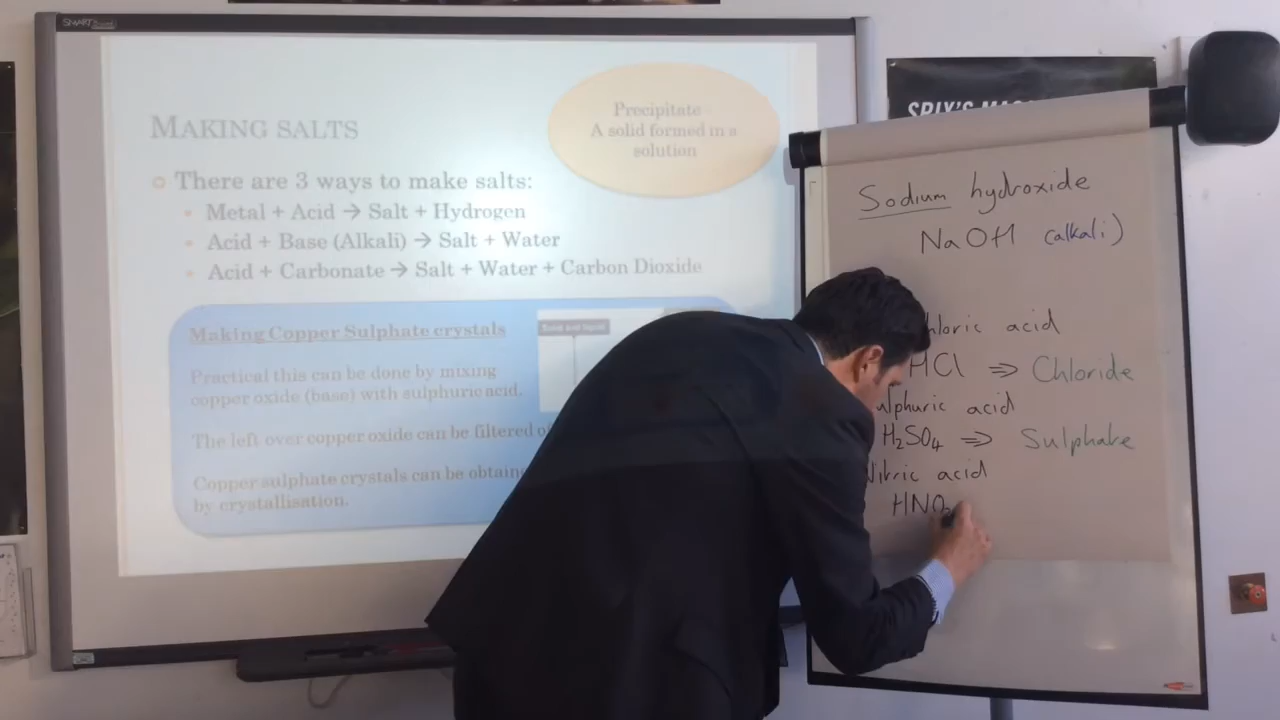 SMART
MAKING SALTS
There are 3 ways to make salts:
Metal + Acid → Salt + Hydrogen
Acid + Base (Alkali) → Salt + Water
Acid + Carbonate → Salt + Water + Carbon Dioxide
Precipitate -
A solid formed in a
solution
Making Copper Sulphate crystals
Practical this can be done by mixing
copper oxide (base) with sulphuric acid.
The left over copper oxide can be filtered
Copper sulphate crystals can be
by crystallisation.
SPIX'S
Sodium hydroxide
NaOH (alkali)
hloric acid
HCl ⇒ Chloride
ulphuric acid
H₂SO₄ ⇒ Sulphate
Nitric acid
HNO